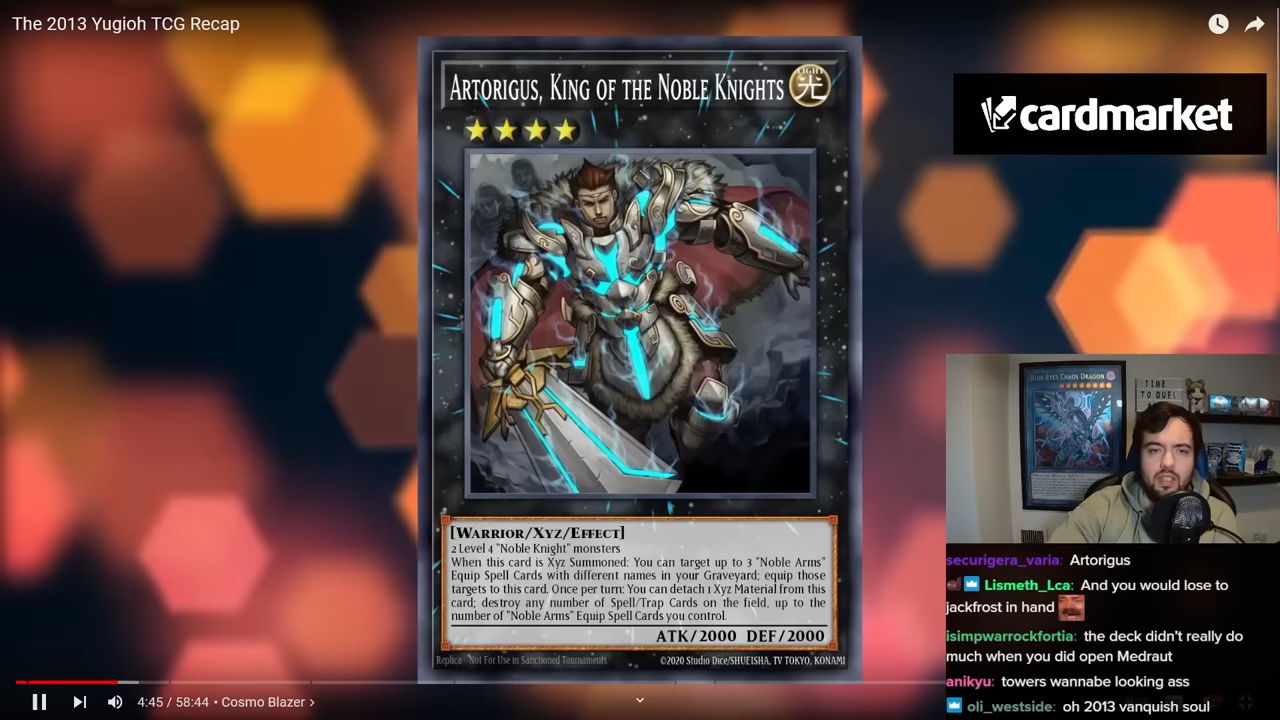 The 2013 Yugioh TCG Recap
ARTORIGUS, KING OF THE NOBLE KNIGHTS
LIGHT
光
cardmarket
[WARRIOR/XYZ/EFFECT]
2 Level 4 "Noble Knight" monsters
When this card is Xyz Summoned: You can target up to 3 "Noble Arms"
Equip Spell Cards with different names in your Graveyard; equip those
targets to this card. Once per turn: You can detach 1 Xyz Material from this
card; destroy any number of Spell/Trap Cards on the field, up to the
number of "Noble Arms" Equip Spell Cards you control.
ATK/2000 DEF/2000
Replica - Not For Use in Sanctioned Tournaments
©2020 Studio Dice/SHUEISHA, TV TOKYO, KONAMI
BLUE-EYES CHAOS DRAGON
TIME
TO DUEL
securigera_varia: Artorigus
Lismeth_Lca: And you would lose to
jackfrost in hand
isimpwarrockfortia: the deck didn't really do
much when you did open Medraut
anikyu: towers wannabe looking ass
oli_westside: oh 2013 vanquish soul
4:45 / 58:44 • Cosmo Blazer >